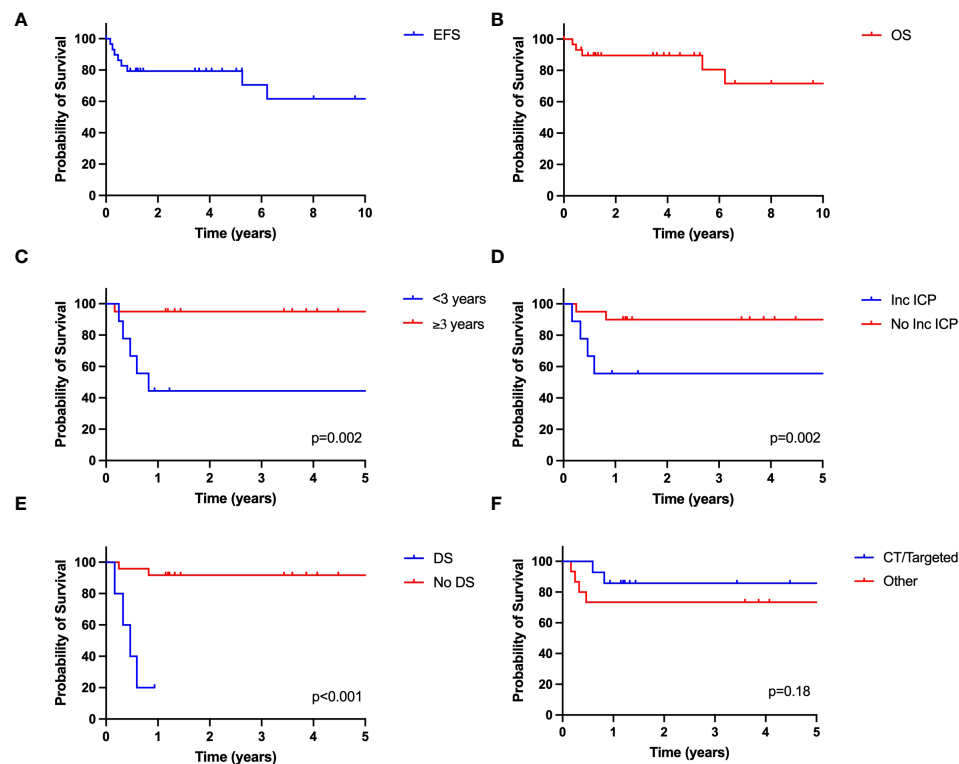 A
EFS
Probability of Survival
100
80
60
40
20
0
0 2 4 6 8 10
Time (years)
B
OS
Probability of Survival
100
80
60
40
20
0
0 2 4 6 8 10
Time (years)
C
<3 years
≥3 years
Probability of Survival
100
80
60
40
20
0
p=0.002
0 1 2 3 4 5
Time (years)
D
Inc ICP
No Inc ICP
Probability of Survival
100
80
60
40
20
0
p=0.002
0 1 2 3 4 5
Time (years)
E
DS
No DS
Probability of Survival
100
80
60
40
20
0
p<0.001
0 1 2 3 4 5
Time (years)
F
CT/Targeted
Other
Probability of Survival
100
80
60
40
20
0
p=0.18
0 1 2 3 4 5
Time (years)